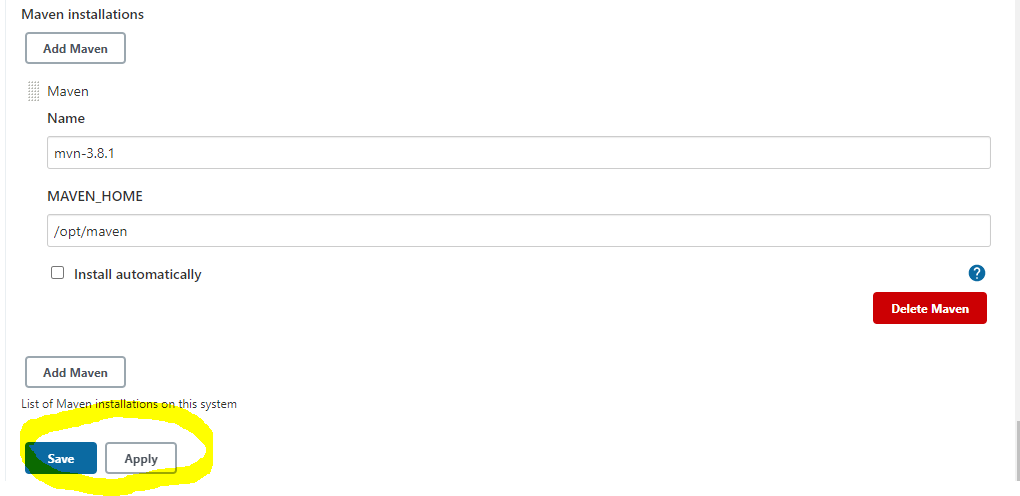 Maven installations
Add Maven
Maven
Name
mvn-3.8.1
MAVEN_HOME
/opt/maven
Install automatically
?
Delete Maven
Add Maven
List of Maven installations on this system
Save Apply